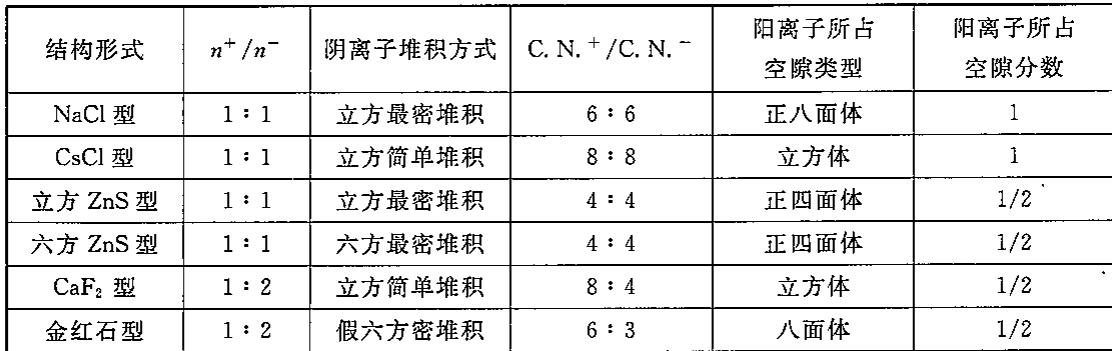 结构形式 n⁺/n⁻ 阴离子堆积方式 C. N.⁺/C. N.⁻ 阳离子所占空隙类型 阳离子所占空隙分数
NaCl 型 1∶1 立方最密堆积 6∶6 正八面体 1
CsCl 型 1∶1 立方简单堆积 8∶8 立方体 1
立方 ZnS 型 1∶1 立方最密堆积 4∶4 正四面体 1/2
六方 ZnS 型 1∶1 六方最密堆积 4∶4 正四面体 1/2
CaF₂ 型 1∶2 立方简单堆积 8∶4 立方体 1/2
金红石型 1∶2 假六方密堆积 6∶3 八面体 1/2